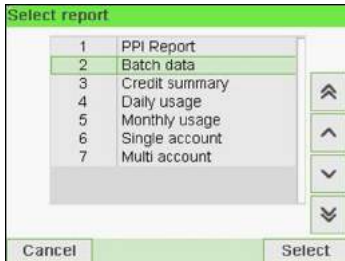 Select report
1 PPI Report
2 Batch data
3 Credit summary
4 Daily usage
5 Monthly usage
6 Single account
7 Multi account
Cancel Select